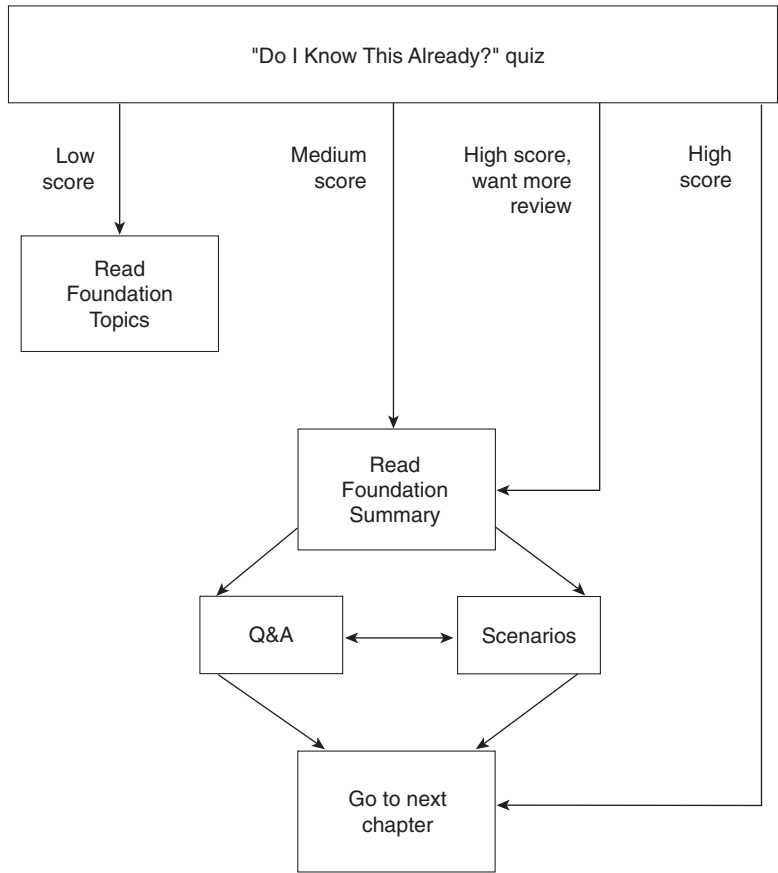 "Do I Know This Already?" quiz
Low
score
Medium
score
High score,
want more
review
High
score
Read
Foundation
Topics
Read
Foundation
Summary
Q&A
Scenarios
Go to next
chapter